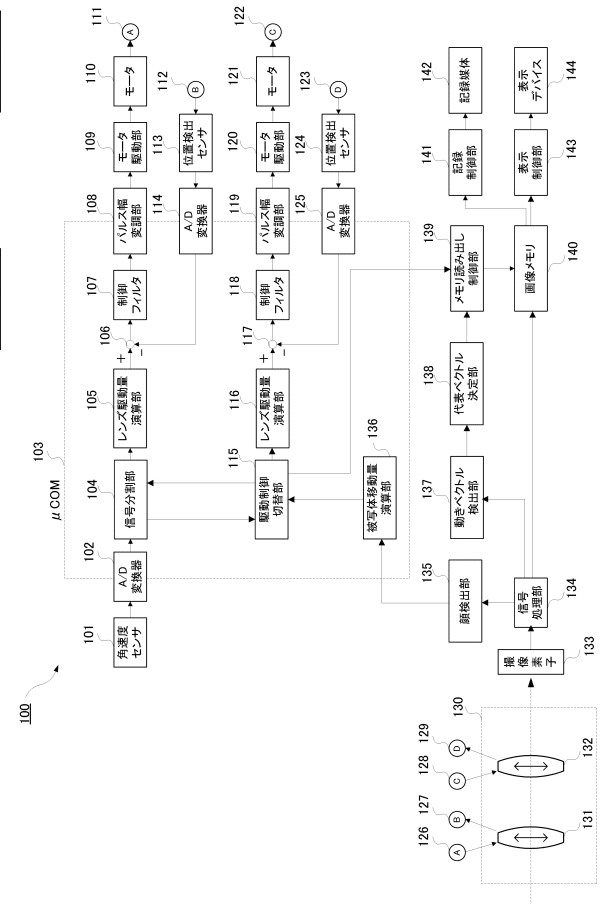 100
101
角速度
センサ
102
A/D
変換器
103
μCOM
104
信号分割部
105
レンズ駆動量
演算部
106
+
−
107
制御
フィルタ
108
パルス幅
変調部
109
モータ
駆動部
110
モータ
111
A
112
B
113
位置検出
センサ
114
A/D
変換器
115
駆動制御
切替部
116
レンズ駆動量
演算部
117
+
−
118
制御
フィルタ
119
パルス幅
変調部
120
モータ
駆動部
121
モータ
122
C
123
D
124
位置検出
センサ
125
A/D
変換器
126
A
127
B
128
C
129
D
130
131
132
133
撮像
素子
134
信号
処理部
135
顔検出部
136
被写体移動量
演算部
137
動きベクトル
検出部
138
代表ベクトル
決定部
139
メモリ読み出し
制御部
140
画像メモリ
141
記録
制御部
142
記録媒体
143
表示
制御部
144
表示
デバイス